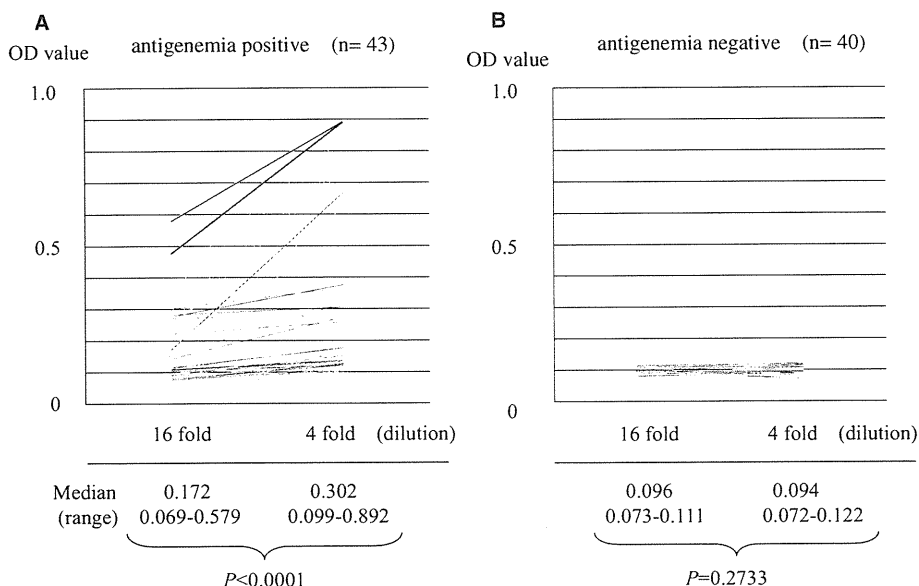 A
OD value
antigenemia positive (n= 43)
1.0
0.5
0
16 fold 4 fold (dilution)
Median 0.172 0.302
(range) 0.069-0.579 0.099-0.892
P<0.0001
B
OD value
antigenemia negative (n= 40)
1.0
0.5
0
16 fold 4 fold (dilution)
0.096 0.094
0.073-0.111 0.072-0.122
P=0.2733